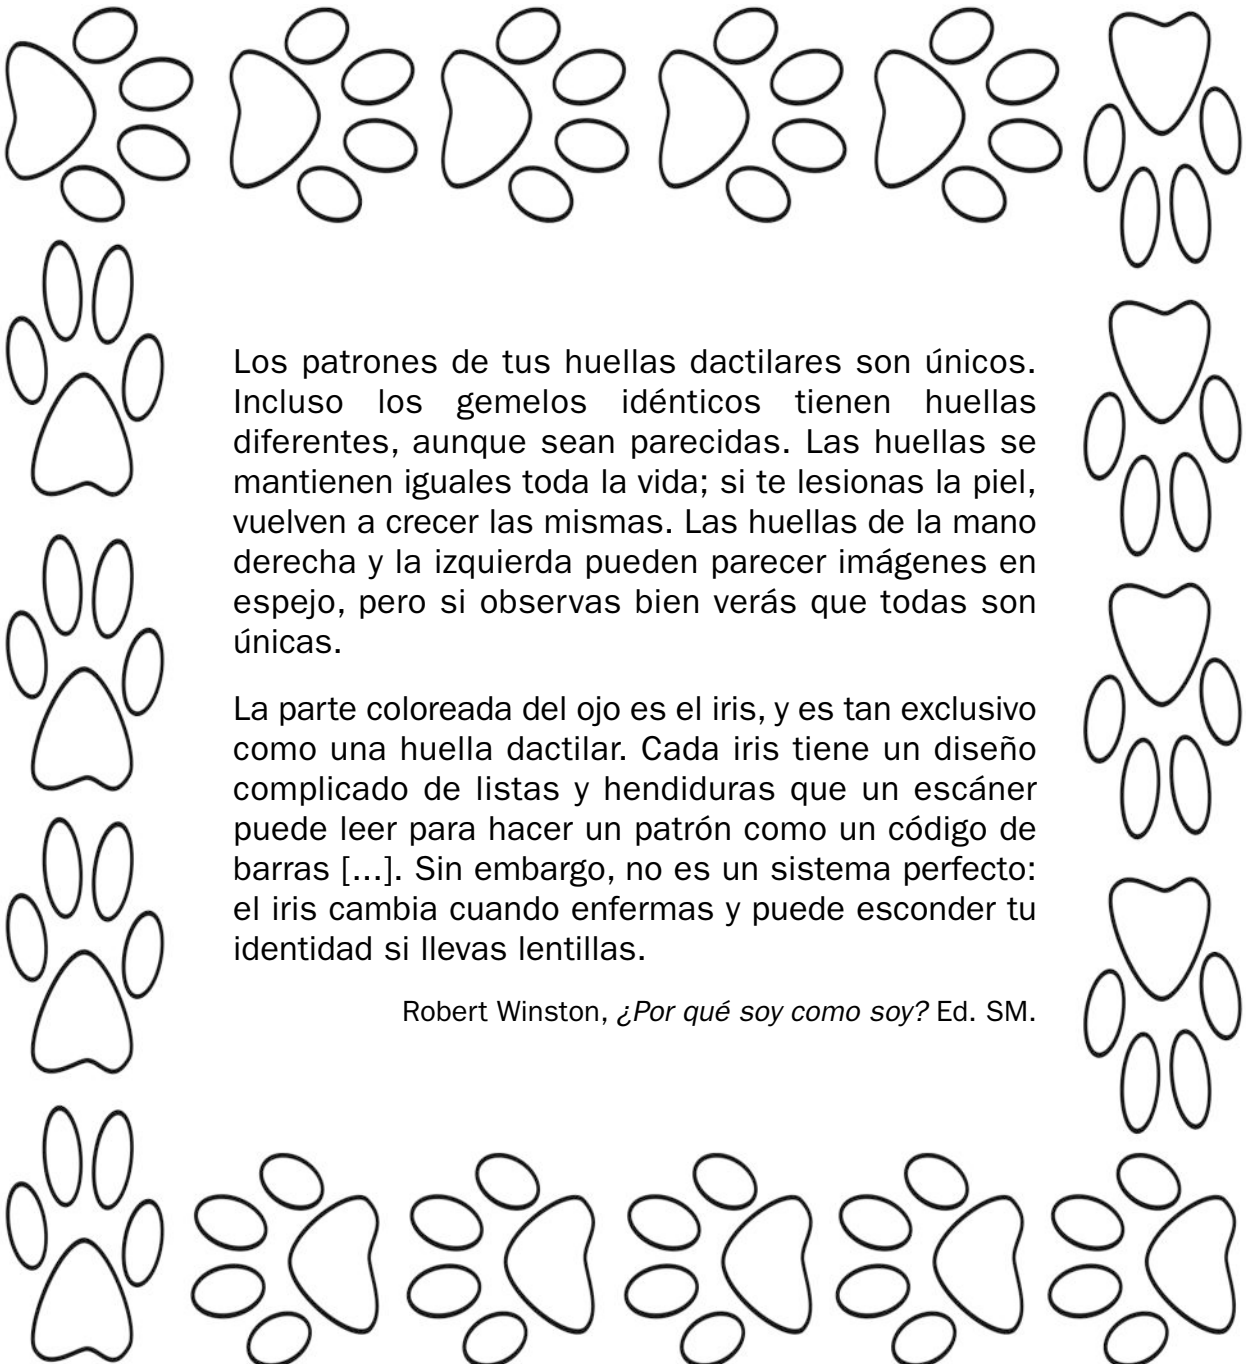 Los patrones de tus huellas dactilares son únicos.
Incluso los gemelos idénticos tienen huellas
diferentes, aunque sean parecidas. Las huellas se
mantienen iguales toda la vida; si te lesionas la piel,
vuelven a crecer las mismas. Las huellas de la mano
derecha y la izquierda pueden parecer imágenes en
espejo, pero si observas bien verás que todas son
únicas.
La parte coloreada del ojo es el iris, y es tan exclusivo
como una huella dactilar. Cada iris tiene un diseño
complicado de listas y hendiduras que un escáner
puede leer para hacer un patrón como un código de
barras [...]. Sin embargo, no es un sistema perfecto:
el iris cambia cuando enfermas y puede esconder tu
identidad si llevas lentillas.
Robert Winston, ¿Por qué soy como soy? Ed. SM.